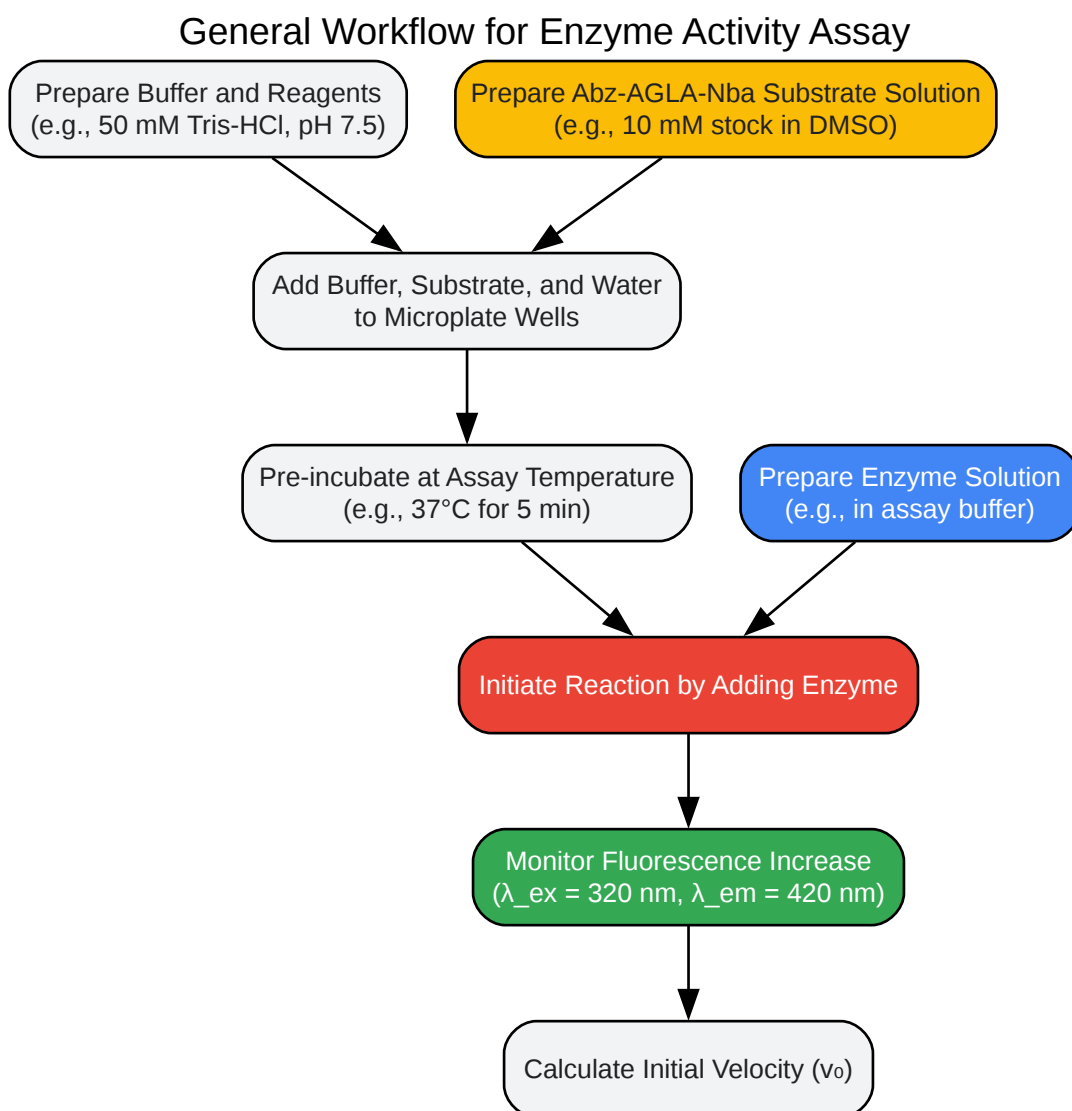 General Workflow for Enzyme Activity Assay
Prepare Buffer and Reagents
(e.g., 50 mM Tris-HCl, pH 7.5)
Prepare Abz-AGLA-Nba Substrate Solution
(e.g., 10 mM stock in DMSO)
Add Buffer, Substrate, and Water
to Microplate Wells
Pre-incubate at Assay Temperature
(e.g., 37°C for 5 min)
Prepare Enzyme Solution
(e.g., in assay buffer)
Initiate Reaction by Adding Enzyme
Monitor Fluorescence Increase
(λ_ex = 320 nm, λ_em = 420 nm)
Calculate Initial Velocity (v₀)